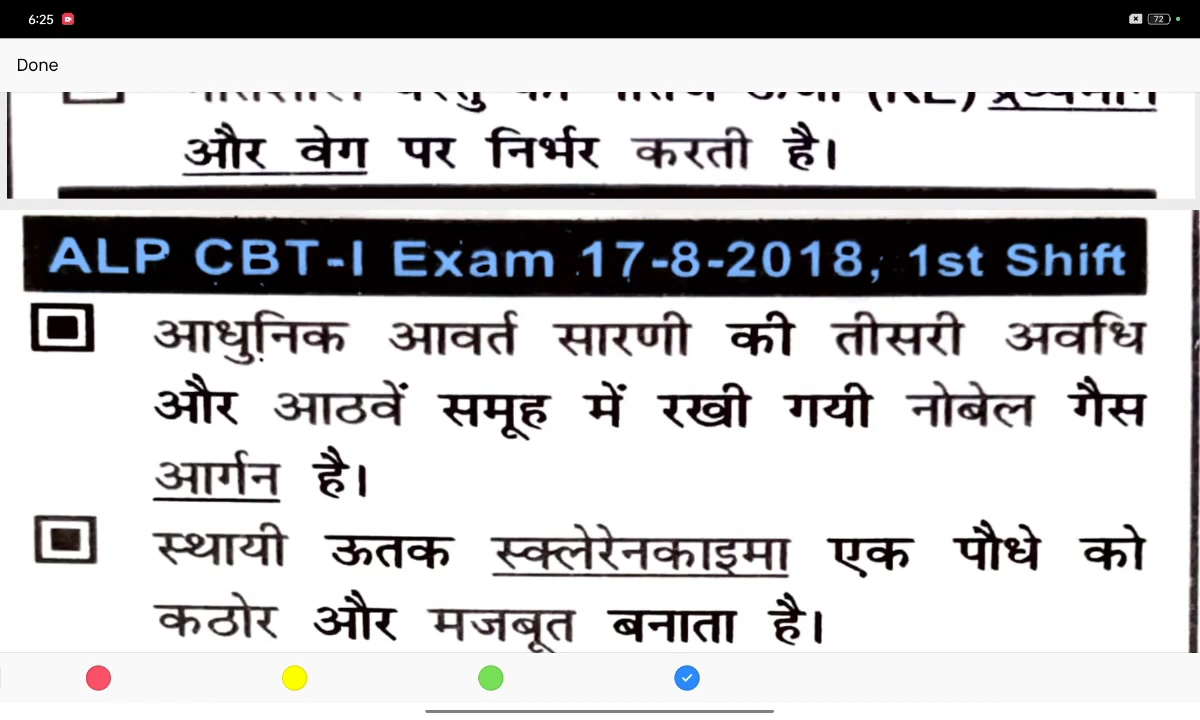 6:25
72
Done
(KE)
और वेग पर निर्भर करती है।
ALP CBT-I Exam 17-8-2018, 1st Shift
आधुनिक आवर्त सारणी की तीसरी अवधि
और आठवें समूह में रखी गयी नोबेल गैस
आर्गन है।
स्थायी ऊतक स्क्लेरेनकाइमा एक पौधे को
कठोर और मजबूत बनाता है।